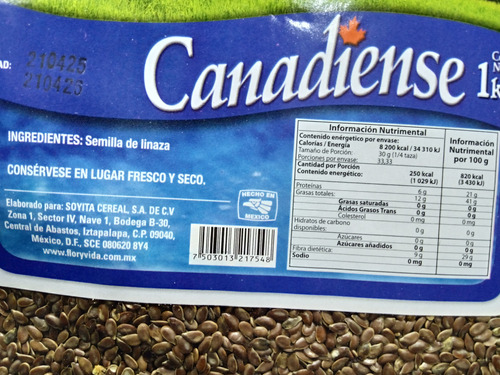 AD:
210425
210425
Canadiense
1k
INGREDIENTES: Semilla de linaza
CONSÉRVESE EN LUGAR FRESCO Y SECO.
Elaborado para: SOYITA CEREAL, S.A. DE C.V
Zona 1, Sector IV, Nave 1, Bodega B-30,
Central de Abastos, Iztapalapa, C.P. 09040,
México, D.F. SCE 080620 8Y4
www.floryvida.com.mx
HECHO EN
MEXICO
7 503013 217548
Información Nutrimental
Información Nutrimental por 100 g
Contenido energético por envase:
Calorías / Energía 8 200 kcal / 34 310 kJ
Tamaño de Porción: 30 g (1/4 taza)
Porciones por envase: 33.33
Cantidad por Porción
Contenido energético: 250 kcal (1 029 kJ) 820 kcal (3 430 kJ)
Proteínas 6 g 21 g
Grasas totales: 12 g 41 g
Grasas saturadas 0 g 0 g
Ácidos Grasos Trans 0 g 0 g
Colesterol 0 mg 0 mg
Hidratos de carbono disponibles: 0 g 0 g
Azúcares 0 g 0 g
Azúcares añadidos 0 g 0 g
Fibra dietética: 9 g 29 g
Sodio 0 mg 0 mg